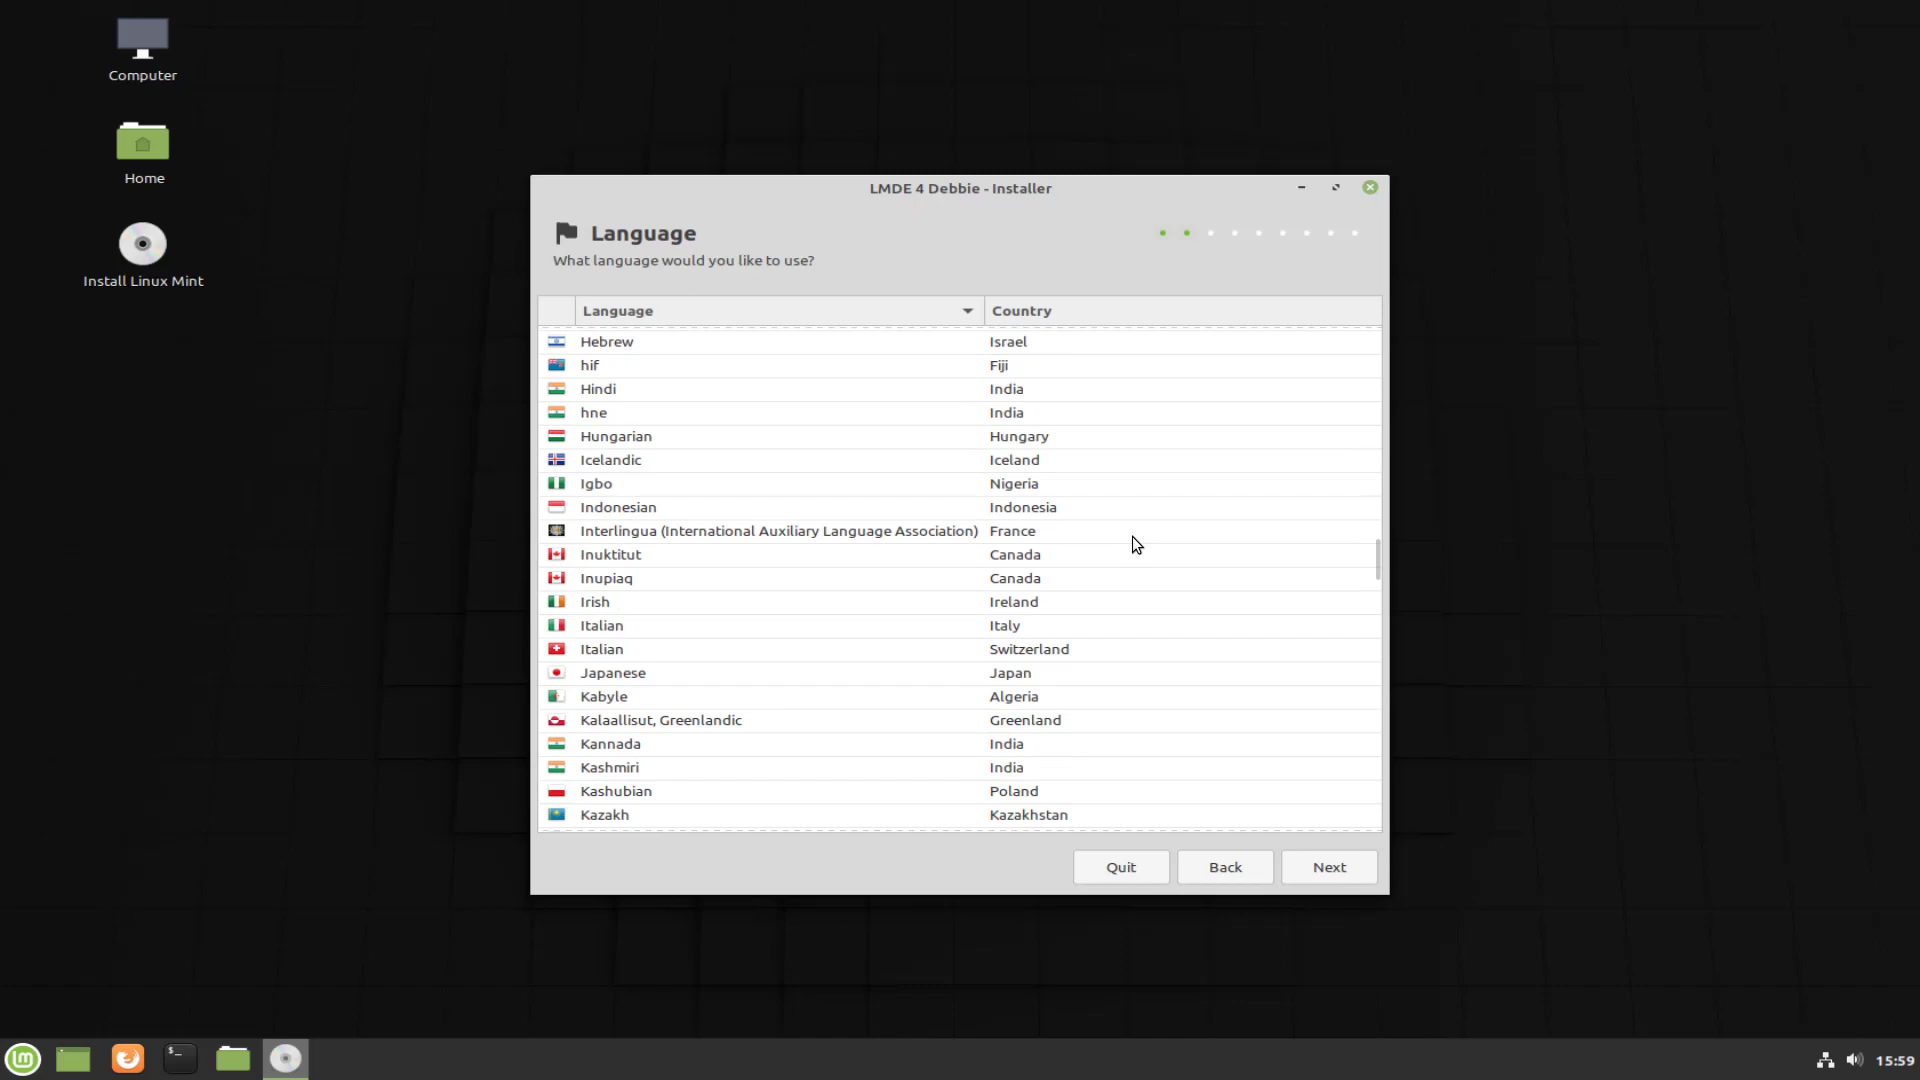 Computer
Home
Install Linux Mint
LMDE 4 Debbie - Installer
Language
What language would you like to use?
Language Country
Hebrew Israel
hif Fiji
Hindi India
hne India
Hungarian Hungary
Icelandic Iceland
Igbo Nigeria
Indonesian Indonesia
Interlingua (International Auxiliary Language Association) France
Inuktitut Canada
Inupiaq Canada
Irish Ireland
Italian Italy
Italian Switzerland
Japanese Japan
Kabyle Algeria
Kalaallisut, Greenlandic Greenland
Kannada India
Kashmiri India
Kashubian Poland
Kazakh Kazakhstan
Quit Back Next
lm $_ 15:59